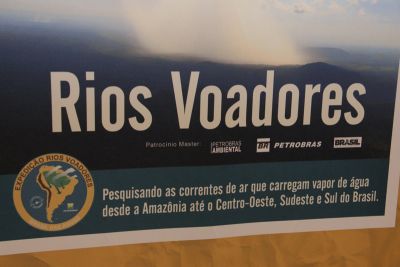 Rios Voadores
Patrocínio Master: PETROBRAS AMBIENTAL BR PETROBRAS BRASIL
EXPEDIÇÃO RIOS VOADORES
Pesquisando as correntes de ar que carregam vapor de água
desde a Amazônia até o Centro-Oeste, Sudeste e Sul do Brasil.